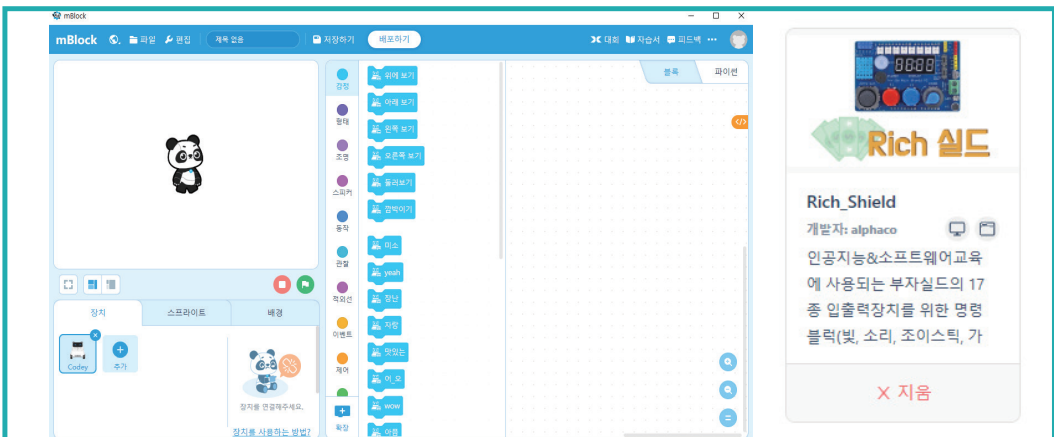 mBlock
mBlock 파일 편집 제목 없음 저장하기 배포하기 대회 자습서 피드백 ...
블록 파이썬
감정
형태
조명
스피커
동작
관찰
적외선
이벤트
제어
확장
위에 보기
아래 보기
왼쪽 보기
오른쪽 보기
둘러보기
깜빡이기
미소
yeah
장난
자랑
맛있는
어_오
wow
장치 스프라이트 배경
Codey 추가
장치를 연결해주세요.
장치를 사용하는 방법?
Rich 실드
Rich_Shield
개발자: alphaco
인공지능&소프트웨어교육
에 사용되는 부자실드의 17
종 입출력장치를 위한 명령
블럭(빛, 소리, 조이스틱, 가
X 지움